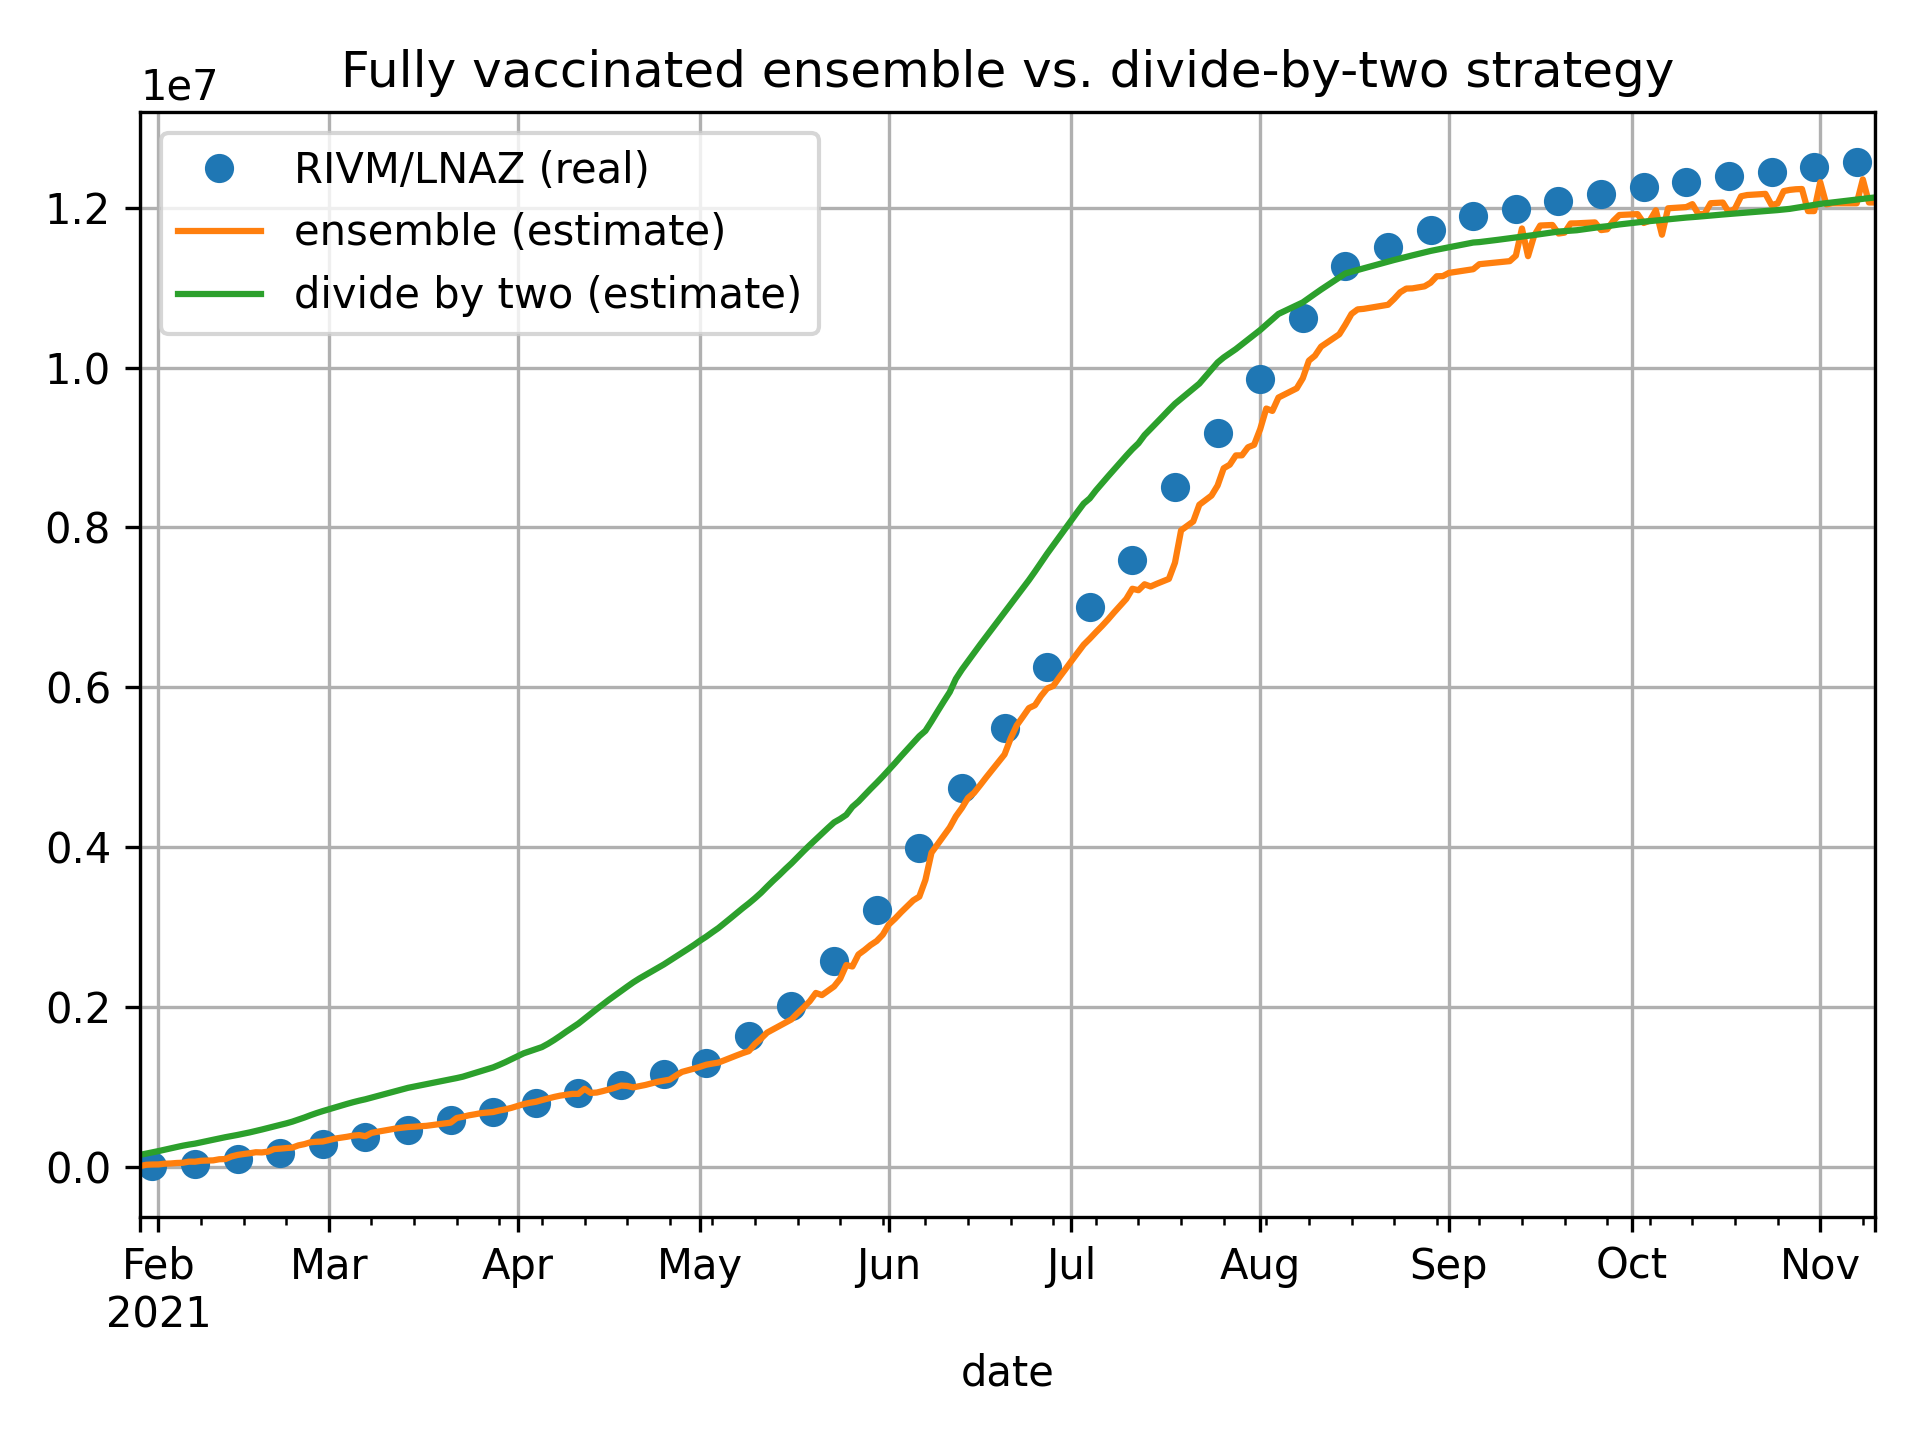 Fully vaccinated ensemble vs. divide-by-two strategy
1e7
RIVM/LNAZ (real)
ensemble (estimate)
divide by two (estimate)
1.2
1.0
0.8
0.6
0.4
0.2
0.0
Feb Mar Apr May Jun Jul Aug Sep Oct Nov
2021
date